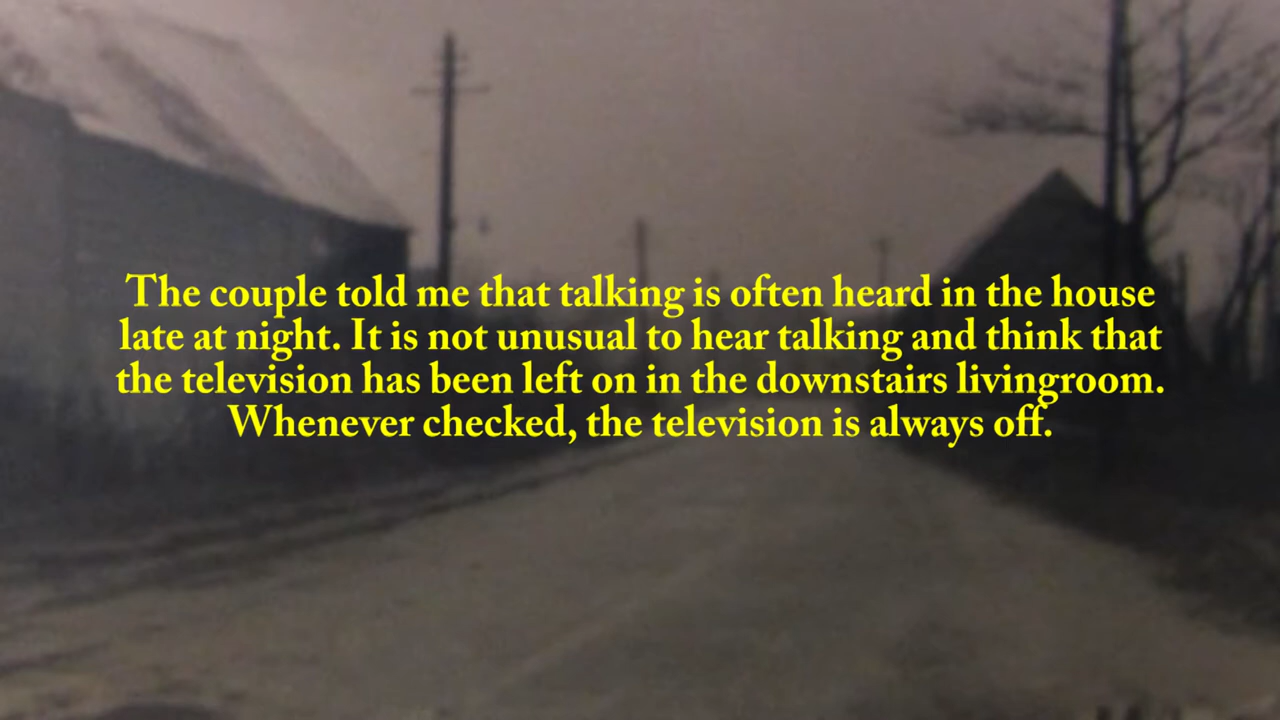 The couple told me that talking is often heard in the house
late at night. It is not unusual to hear talking and think that
the television has been left on in the downstairs livingroom.
Whenever checked, the television is always off.